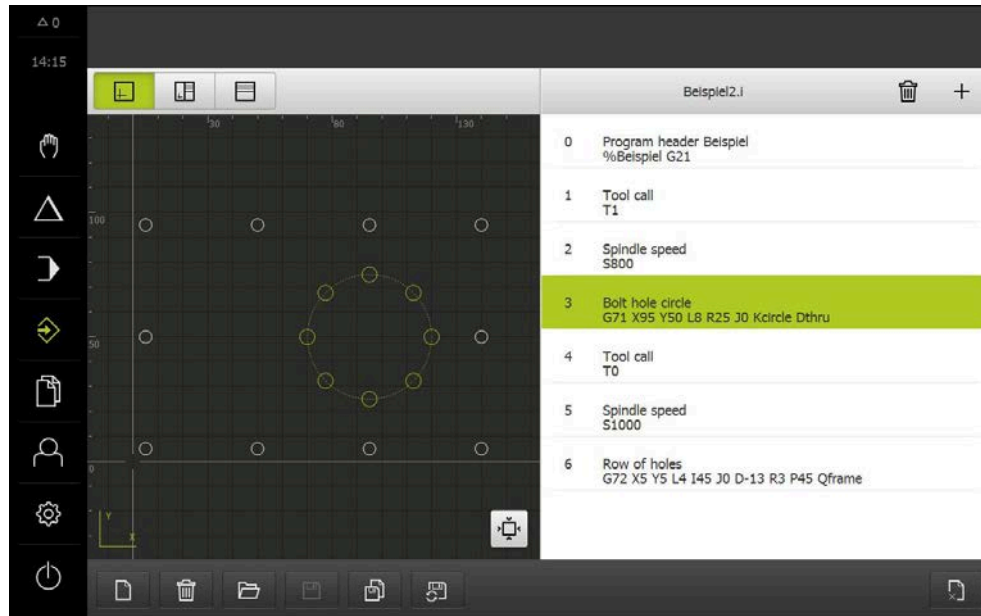 0
14:15
Beispiel2.i
30
80
130
100
50
0
Y
X
0 Program header Beispiel
%Beispiel G21
1 Tool call
T1
2 Spindle speed
S800
3 Bolt hole circle
G71 X95 Y50 L8 R25 J0 Kcircle Dthru
4 Tool call
T0
5 Spindle speed
S1000
6 Row of holes
G72 X5 Y5 L4 I45 J0 D-13 R3 P45 Qframe